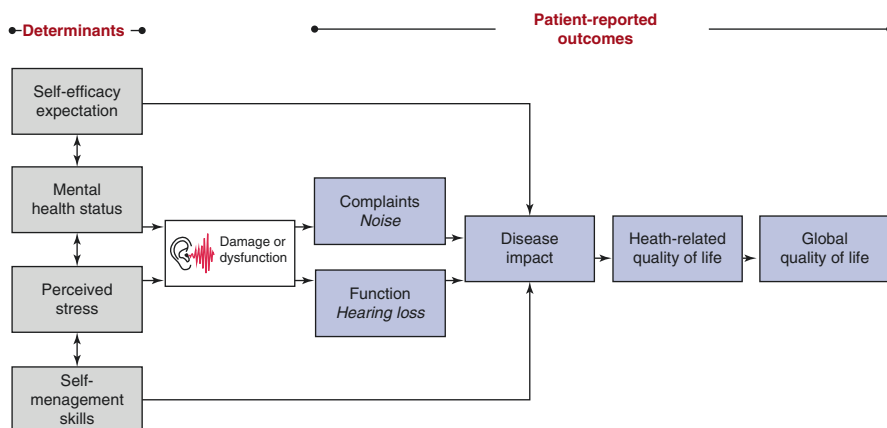 Determinants
Patient-reported
outcomes
Self-efficacy
expectation
Mental
health status
Perceived
stress
Self-
menagement
skills
Damage or
dysfunction
Complaints
Noise
Function
Hearing loss
Disease
impact
Heath-related
quality of life
Global
quality of life